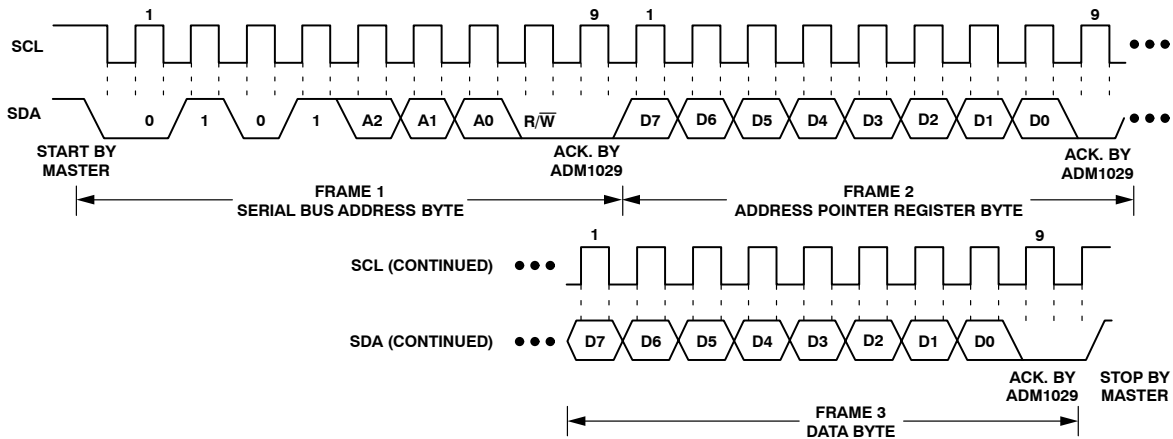 1 9 1 9
SCL
SDA 0 1 0 1 A2 A1 A0 R/W̅ D7 D6 D5 D4 D3 D2 D1 D0
START BY
MASTER
ACK. BY
ADM1029
ACK. BY
ADM1029
FRAME 1
SERIAL BUS ADDRESS BYTE
FRAME 2
ADDRESS POINTER REGISTER BYTE
1 9
SCL (CONTINUED)
SDA (CONTINUED) D7 D6 D5 D4 D3 D2 D1 D0
ACK. BY
ADM1029
STOP BY
MASTER
FRAME 3
DATA BYTE